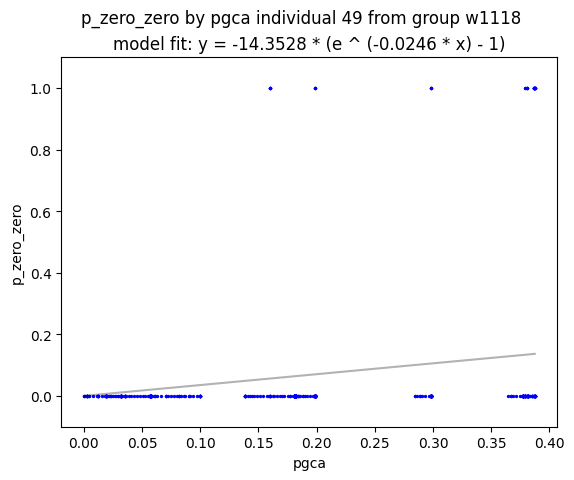 p_zero_zero by pgca individual 49 from group w1118
model fit: y = -14.3528 * (e ^ (-0.0246 * x) - 1)
1.0
0.8
0.6
0.4
0.2
0.0
p_zero_zero
0.00 0.05 0.10 0.15 0.20 0.25 0.30 0.35 0.40
pgca